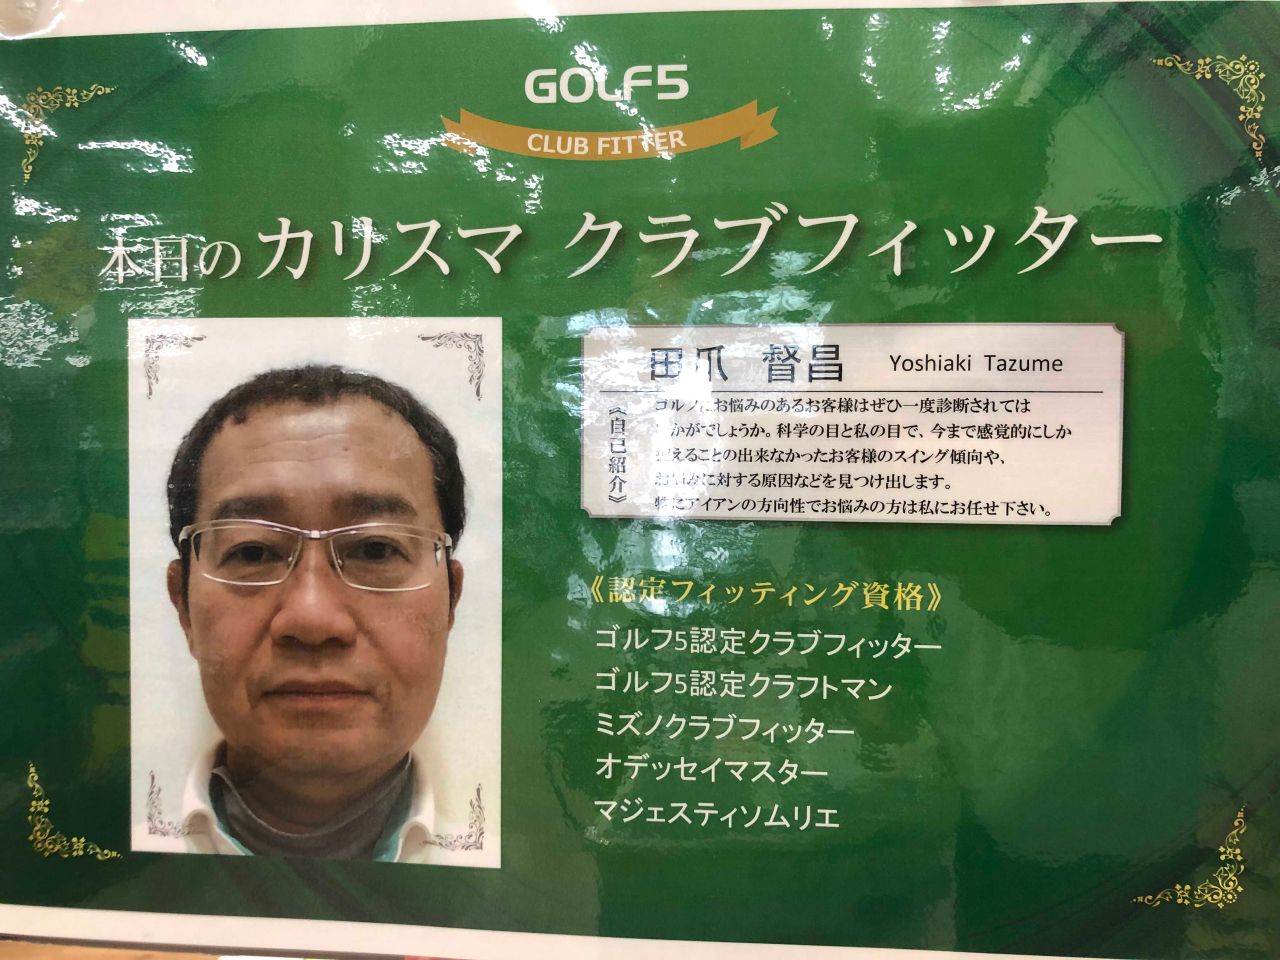 GOLF5
CLUB FITTER
本日のカリスマ クラブフィッター
田爪 督昌 Yoshiaki Tazume
《自己紹介》
ゴルフにお悩みのあるお客様はぜひ一度診断されては
いかがでしょうか。科学の目と私の目で、今まで感覚的にしか
捉えることの出来なかったお客様のスイング傾向や、
お悩みに対する原因などを見つけ出します。
特にアイアンの方向性でお悩みの方は私にお任せ下さい。
《認定フィッティング資格》
ゴルフ5認定クラブフィッター
ゴルフ5認定クラフトマン
ミズノクラブフィッター
オデッセイマスター
マジェスティソムリエ